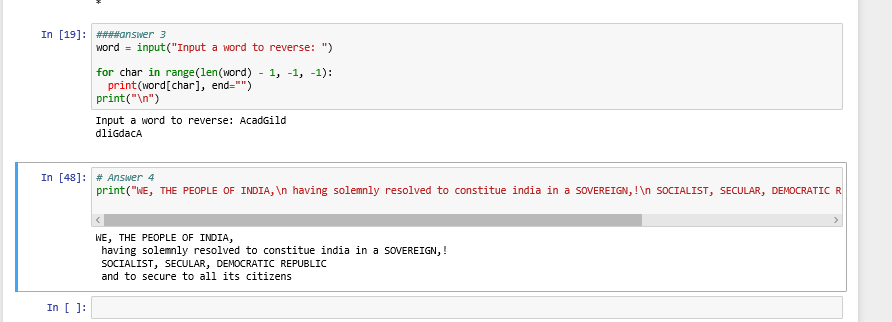 *
In [19]: ####answer 3
word = input("Input a word to reverse: ")
for char in range(len(word) - 1, -1, -1):
  print(word[char], end="")
print("\n")
Input a word to reverse: AcadGild
dliGdacA
In [48]: # Answer 4
print("WE, THE PEOPLE OF INDIA,\n having solemnly resolved to constitue india in a SOVEREIGN,!\n SOCIALIST, SECULAR, DEMOCRATIC R
WE, THE PEOPLE OF INDIA,
 having solemnly resolved to constitue india in a SOVEREIGN,!
 SOCIALIST, SECULAR, DEMOCRATIC REPUBLIC
 and to secure to all its citizens
In [ ]: